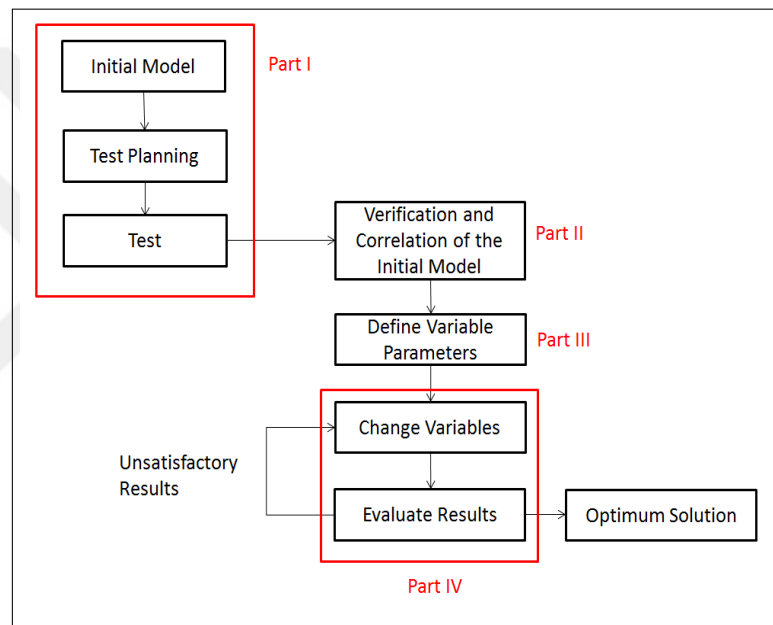 Initial Model
Part I
Test Planning
Test
Verification and
Correlation of the
Initial Model
Part II
Define Variable
Parameters
Part III
Change Variables
Unsatisfactory
Results
Evaluate Results
Optimum Solution
Part IV